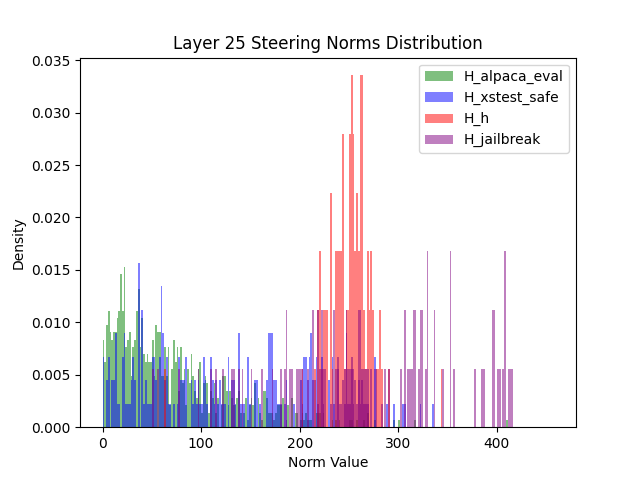 Layer 25 Steering Norms Distribution
H_alpaca_eval
H_xstest_safe
H_h
H_jailbreak
0.035
0.030
0.025
0.020
0.015
0.010
0.005
0.000
Density
0
100
200
300
400
Norm Value